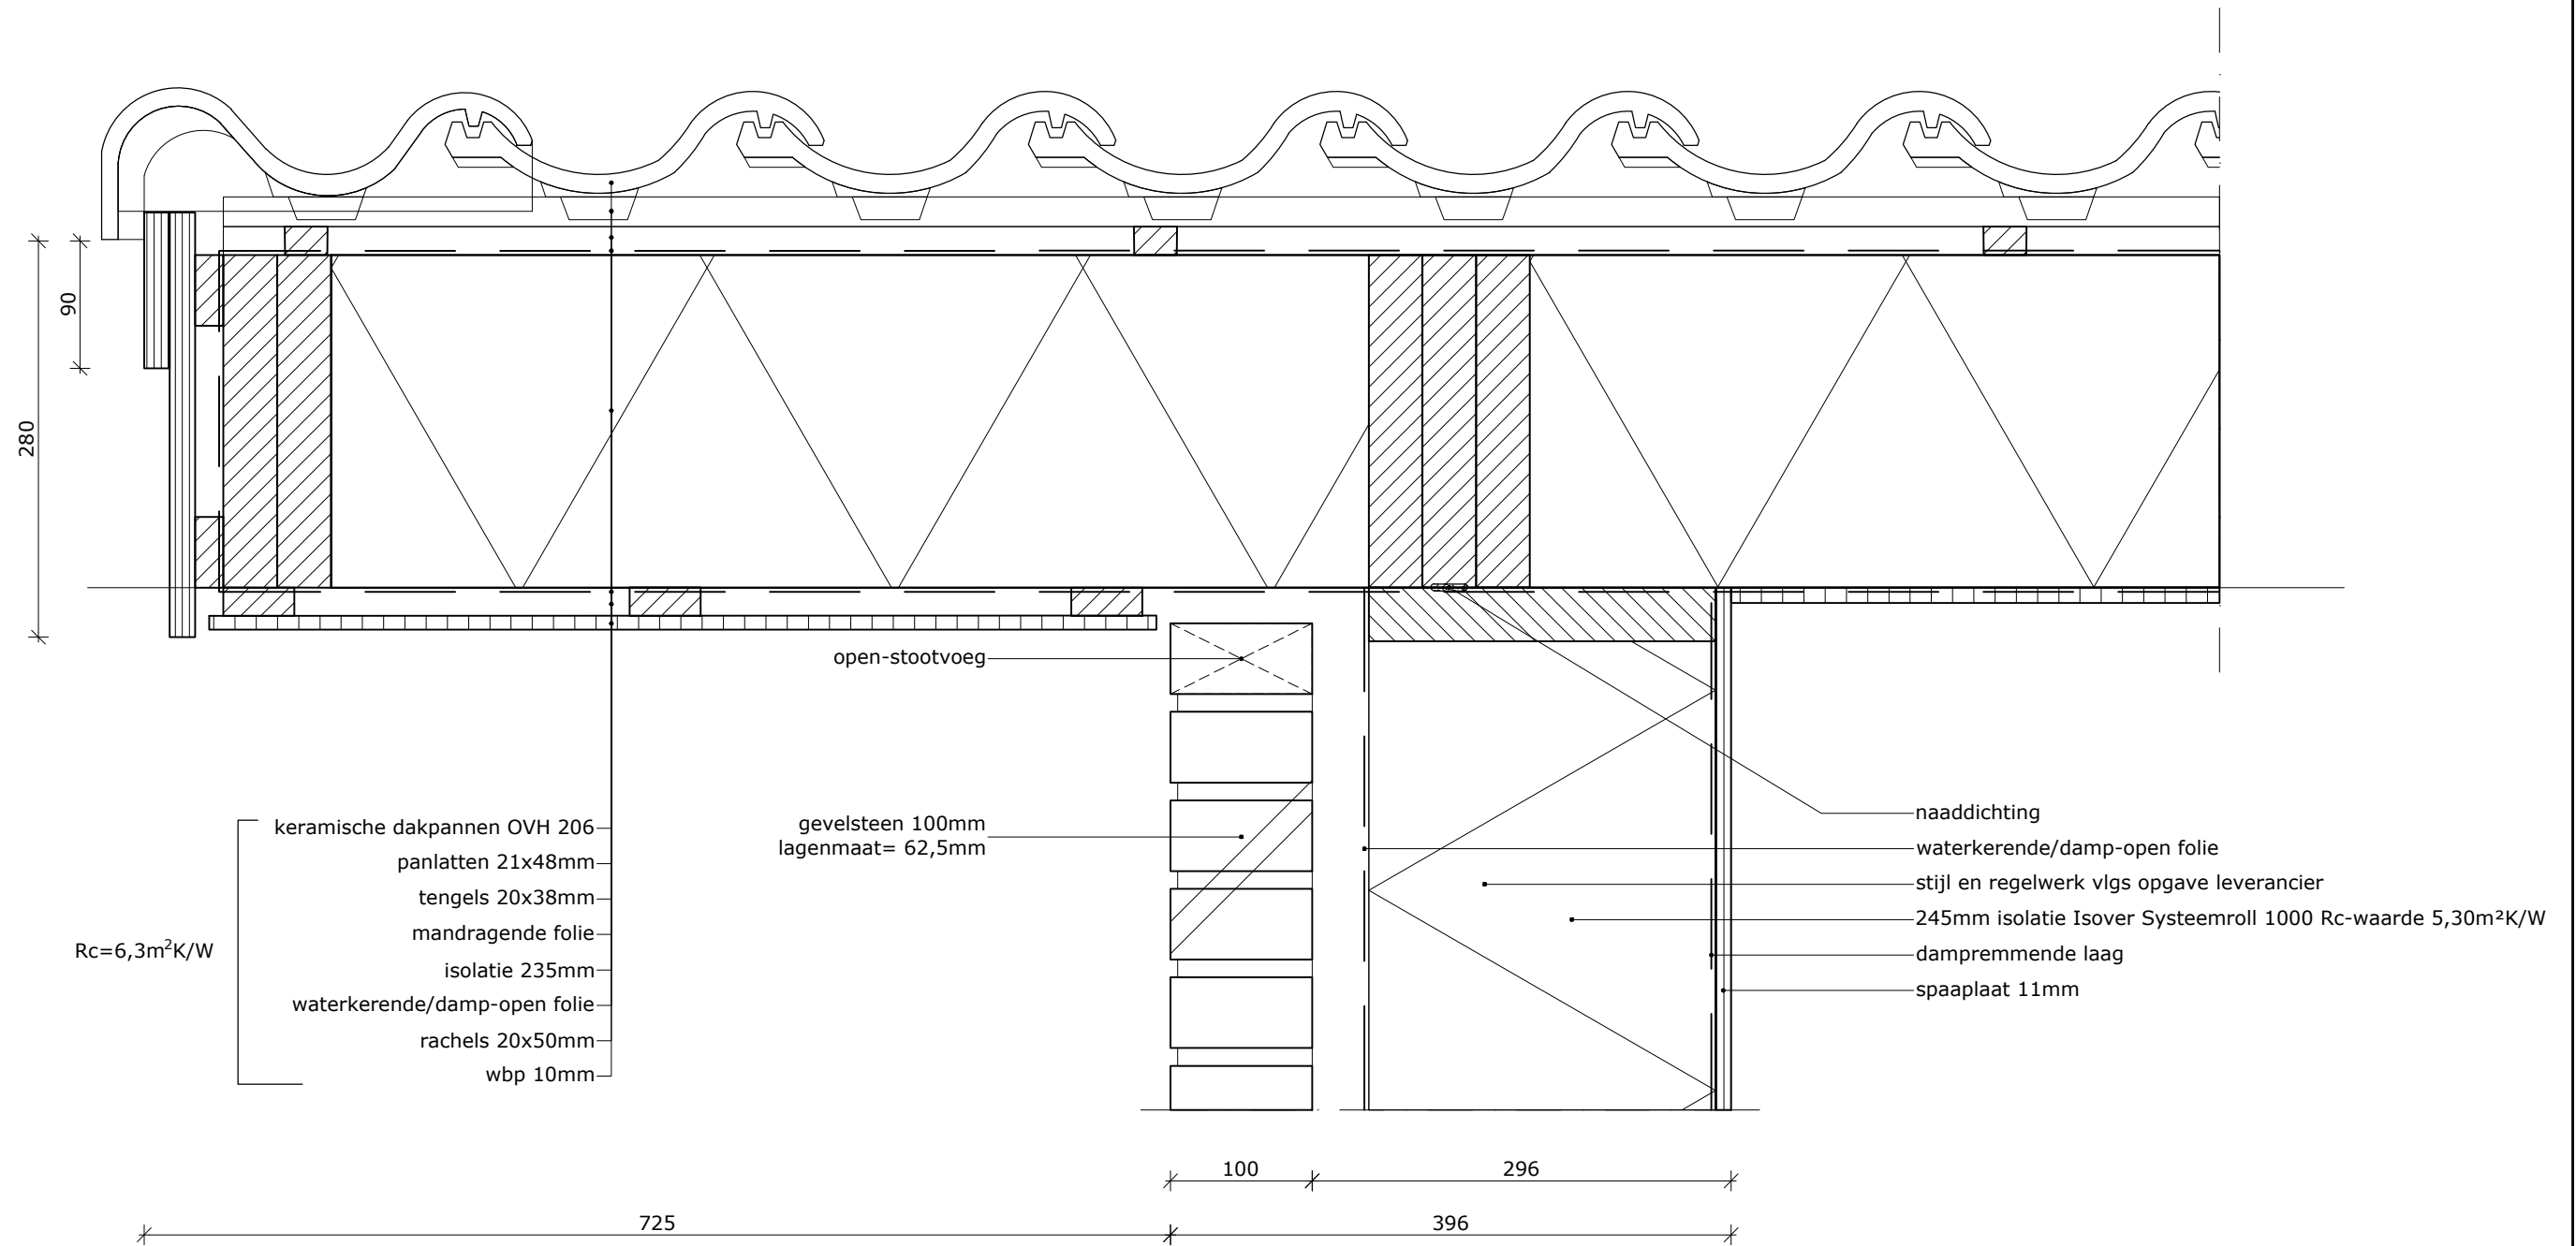 90
280
open-stootvoeg
keramische dakpannen OVH 206
panlatten 21x48mm
tengels 20x38mm
mandragende folie
isolatie 235mm
waterkerende/damp-open folie
rachels 20x50mm
wbp 10mm
Rc=6,3m²K/W
gevelsteen 100mm
lagenmaat= 62,5mm
naaddichting
waterkerende/damp-open folie
stijl en regelwerk vlgs opgave leverancier
245mm isolatie Isover Systeemroll 1000 Rc-waarde 5,30m²K/W
dampremmende laag
spaaplaat 11mm
100
296
725
396